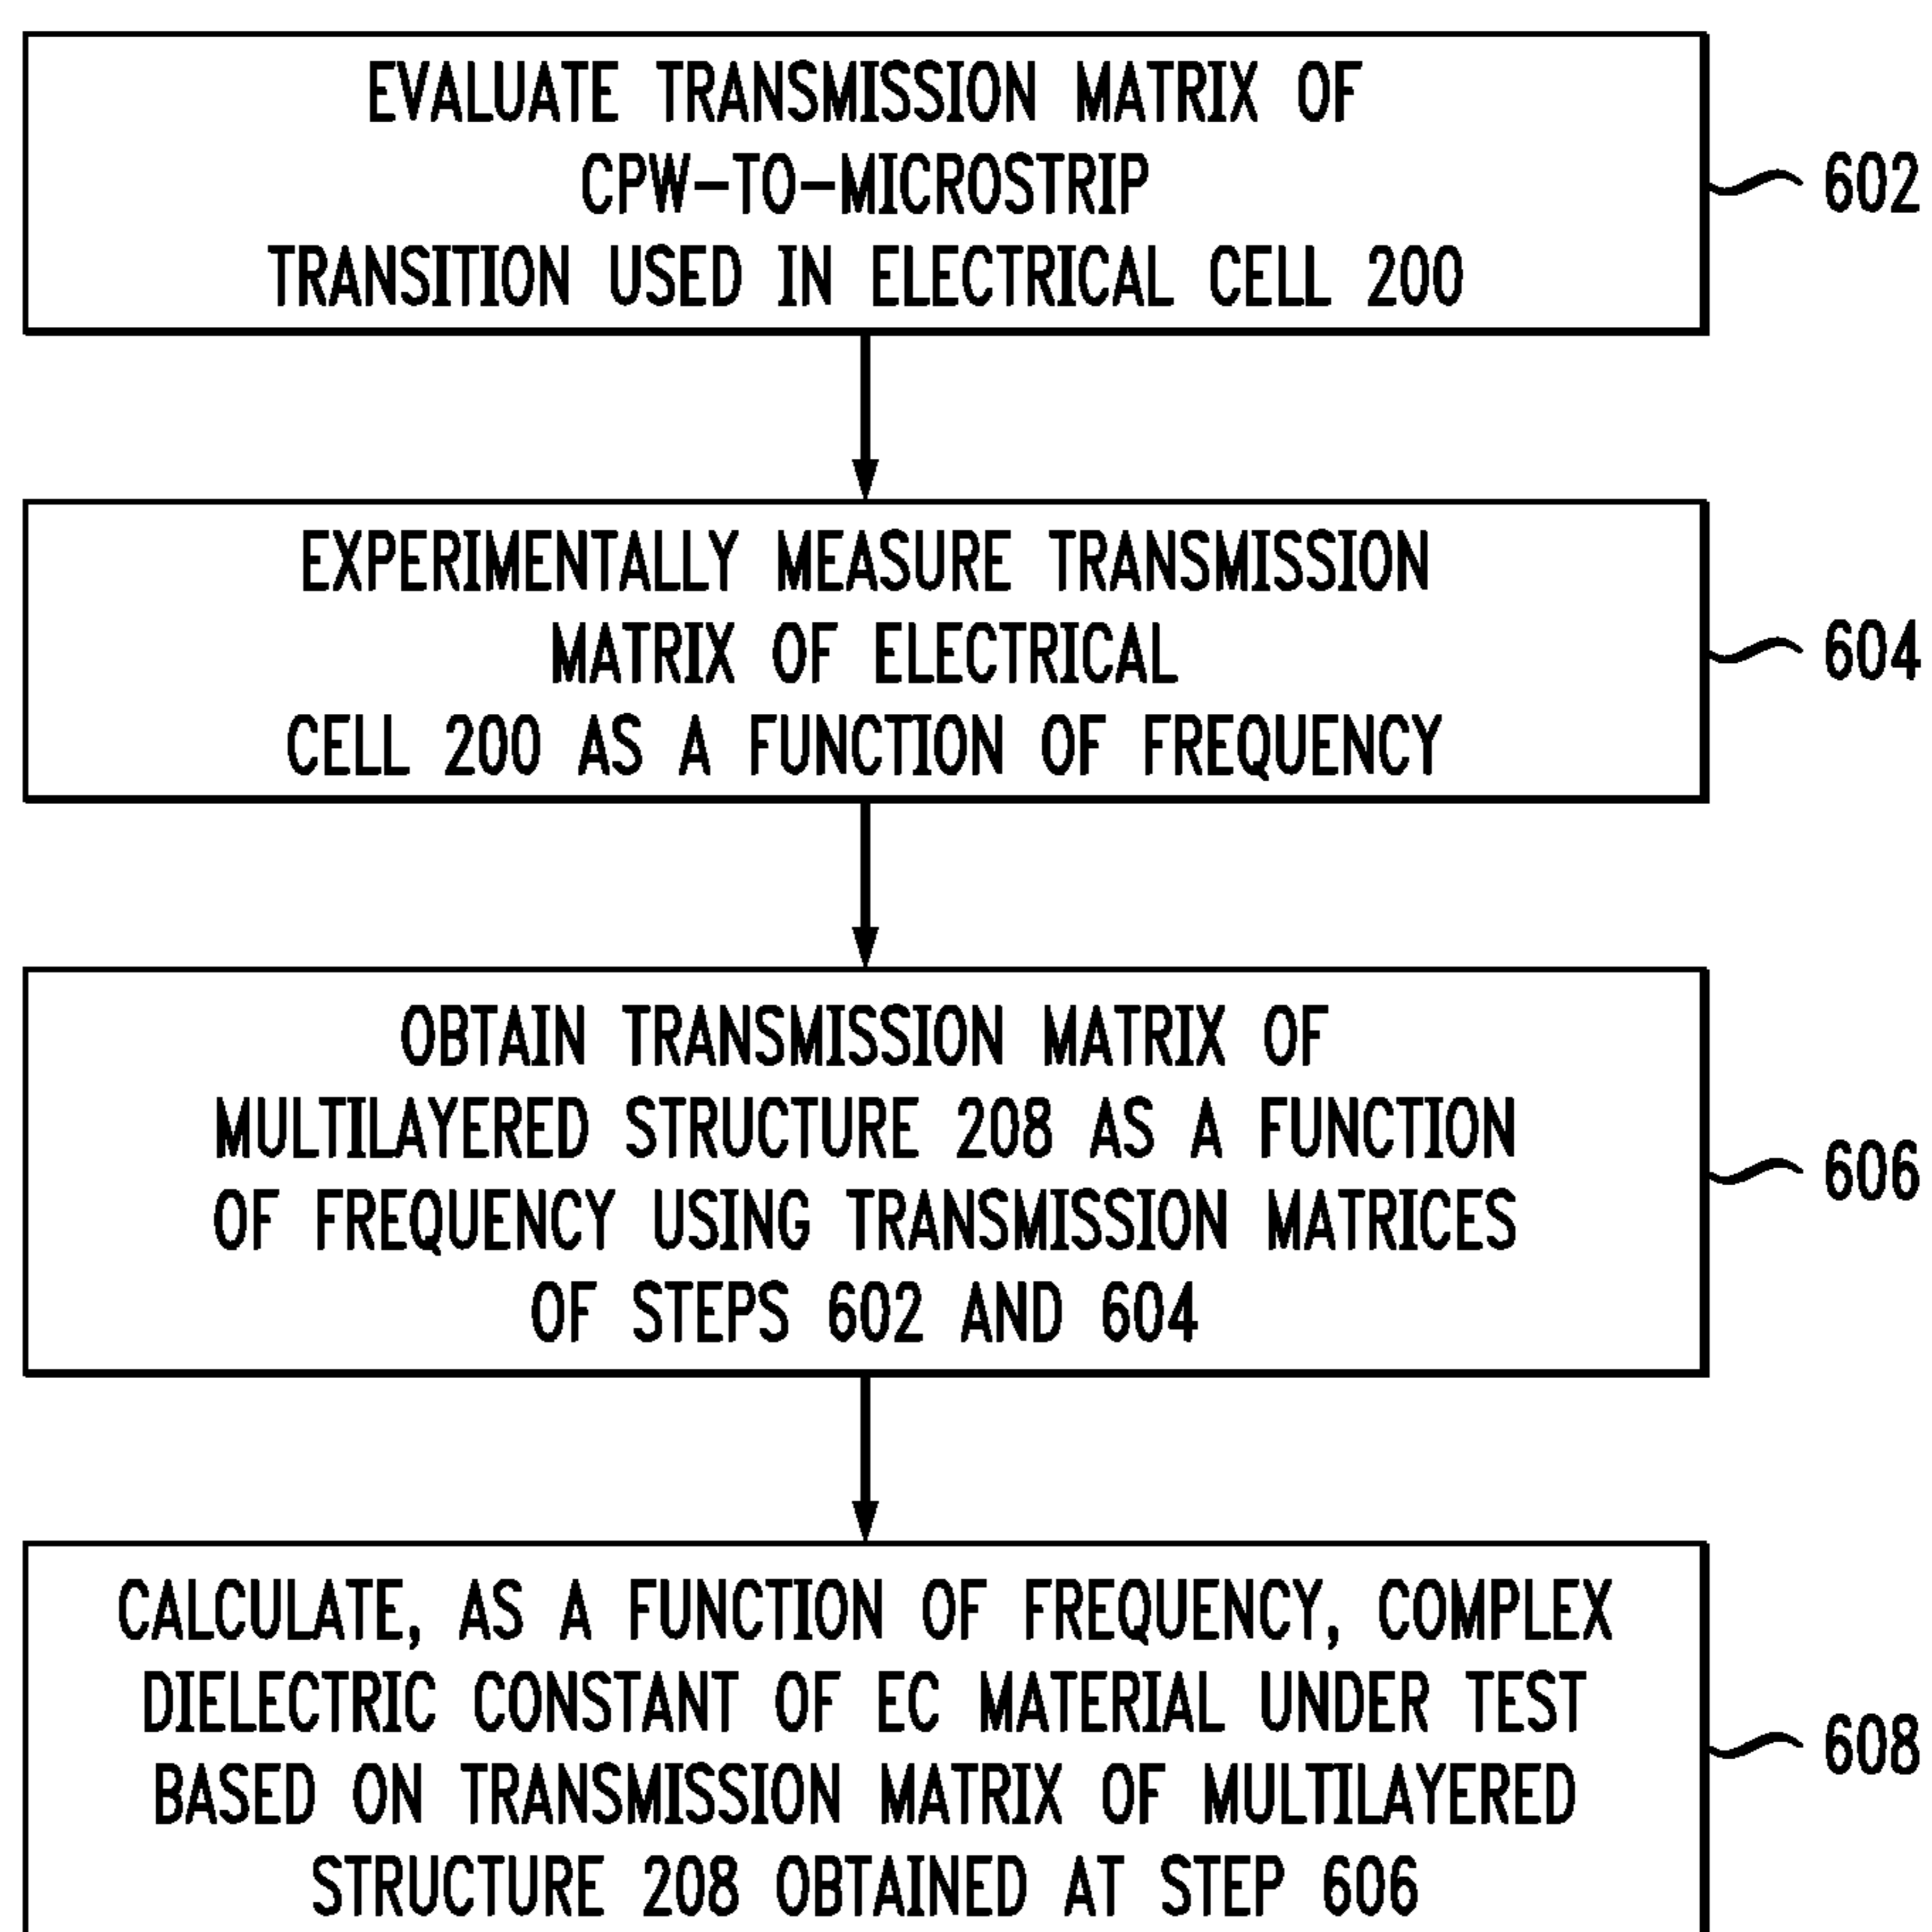 EVALUATE TRANSMISSION MATRIX OF
CPW-TO-MICROSTRIP
TRANSITION USED IN ELECTRICAL CELL 200
602
EXPERIMENTALLY MEASURE TRANSMISSION
MATRIX OF ELECTRICAL
CELL 200 AS A FUNCTION OF FREQUENCY
604
OBTAIN TRANSMISSION MATRIX OF
MULTILAYERED STRUCTURE 208 AS A FUNCTION
OF FREQUENCY USING TRANSMISSION MATRICES
OF STEPS 602 AND 604
606
CALCULATE, AS A FUNCTION OF FREQUENCY, COMPLEX
DIELECTRIC CONSTANT OF EC MATERIAL UNDER TEST
BASED ON TRANSMISSION MATRIX OF MULTILAYERED
STRUCTURE 208 OBTAINED AT STEP 606
608